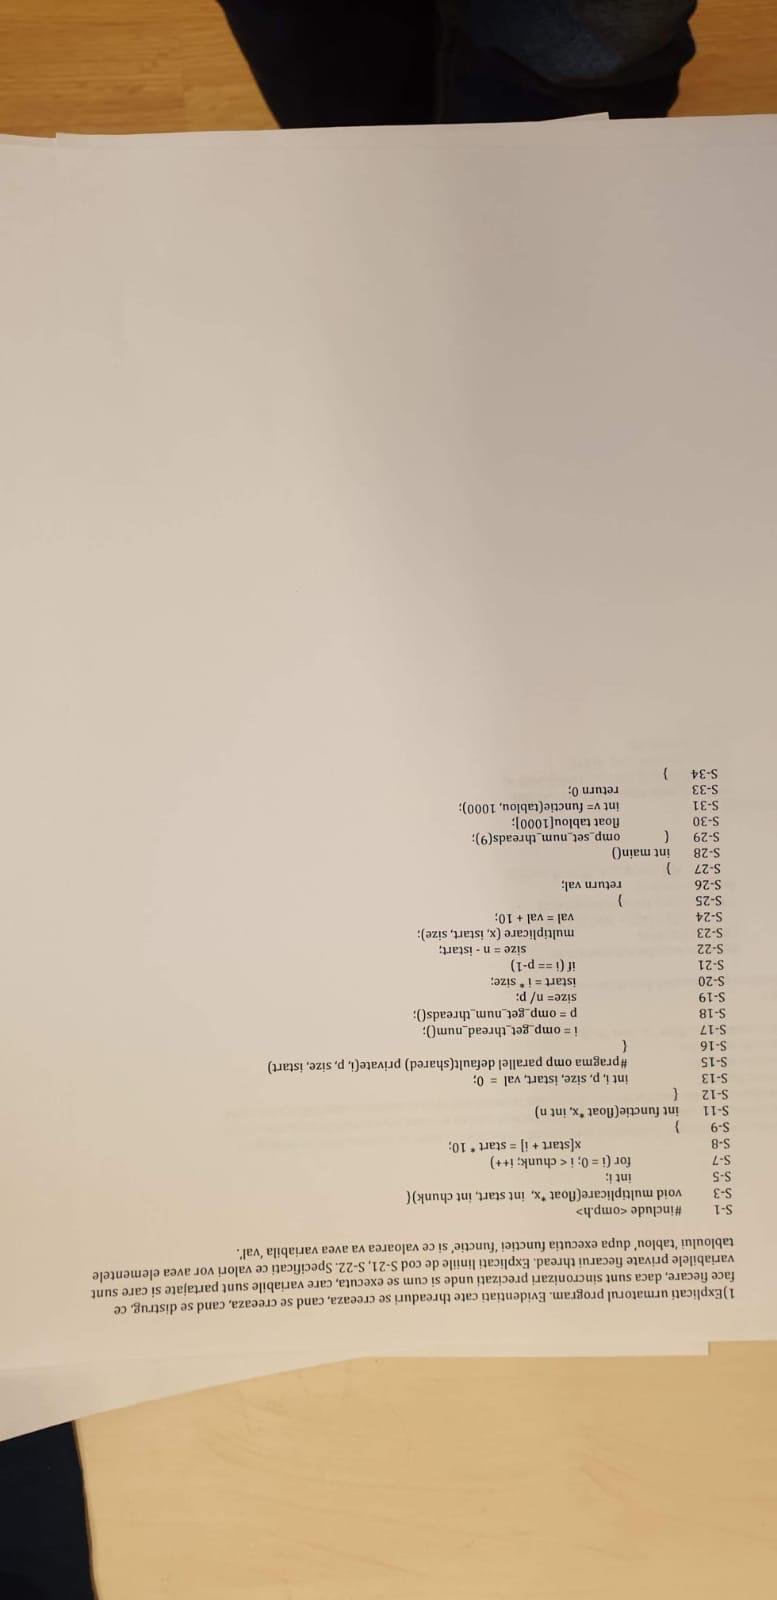 1)Explicati urmatorul program. Evidentiati cate threaduri se creeaza, cand se creeaza, cand se distrug, ce
face fiecare, daca sunt sincronizari precizati unde si cum se executa, care variabile sunt partajate si care sunt
variabilele private fiecarui thread. Explicati liniile de cod S-21, S-22. Specificati ce valori vor avea elementele
tabloului 'tablou' dupa executia functiei 'functie' si ce valoarea va avea variabila 'val'.
S-1 #include <omp.h>
S-3 void multiplicare(float *x, int start, int chunk){
S-5 int i;
S-7 for (i = 0; i < chunk; i++)
S-8 x[start + i] = start * 10;
S-9 }
S-11 int functie(float *x, int n)
S-12 {
S-13 int i, p, size, istart, val = 0;
S-15 #pragma omp parallel default(shared) private(i, p, size, istart)
S-16 {
S-17 i = omp_get_thread_num();
S-18 p = omp_get_num_threads();
S-19 size= n/ p;
S-20 istart = i * size;
S-21 if (i == p-1)
S-22 size = n - istart;
S-23 multiplicare (x, istart, size);
S-24 val = val + 10;
S-25 }
S-26 return val;
S-27 }
S-28 int main()
S-29 { omp_set_num_threads(9);
S-30 float tablou[1000];
S-31 int v= functie(tablou, 1000);
S-33 return 0;
S-34 }